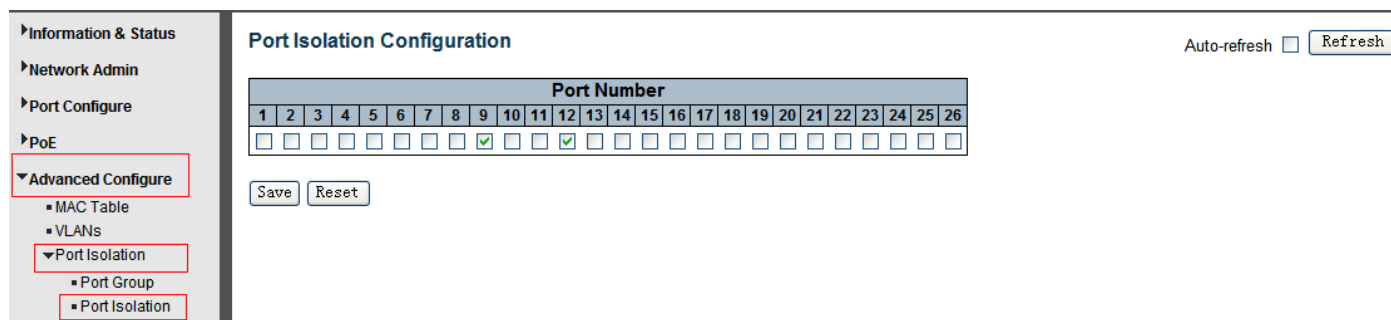 Information & Status
Network Admin
Port Configure
PoE
Advanced Configure
MAC Table
VLANs
Port Isolation
Port Group
Port Isolation
Port Isolation Configuration
Auto-refresh Refresh
Port Number
1 2 3 4 5 6 7 8 9 10 11 12 13 14 15 16 17 18 19 20 21 22 23 24 25 26
Save Reset